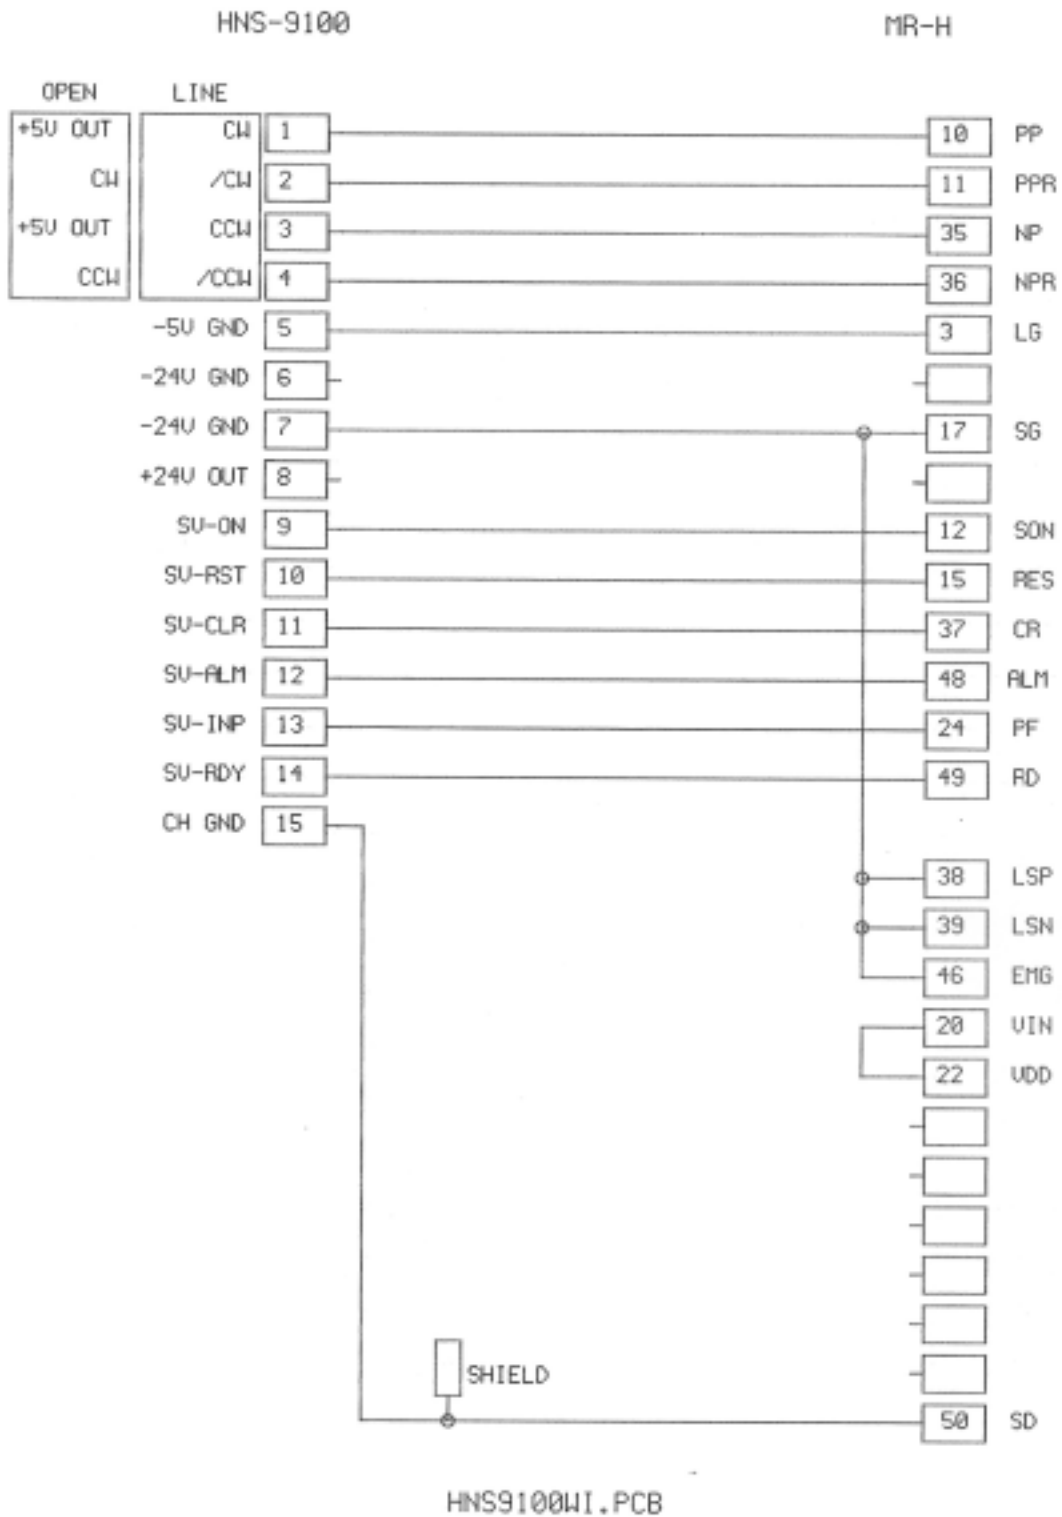 HNS-9100 MR-H
OPEN LINE
+5V OUT CW 1 10 PP
CW /CW 2 11 PPR
+5V OUT CCW 3 35 NP
CCW /CCW 4 36 NPR
-5V GND 5 3 LG
-24V GND 6
-24V GND 7 17 SG
+24V OUT 8
SV-ON 9 12 SON
SV-RST 10 15 RES
SV-CLR 11 37 CR
SV-ALM 12 48 ALM
SV-INP 13 24 PF
SV-RDY 14 49 RD
CH GND 15
38 LSP
39 LSN
46 EMG
20 VIN
22 VDD
SHIELD
50 SD
HNS9100WI.PCB